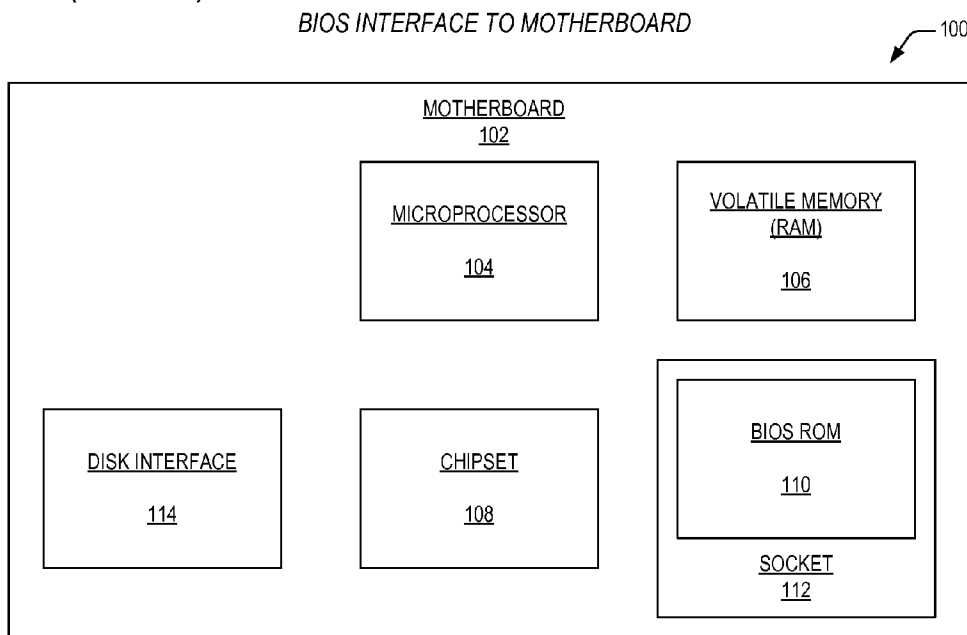 BIOS INTERFACE TO MOTHERBOARD
100
MOTHERBOARD
102
MICROPROCESSOR
104
VOLATILE MEMORY
(RAM)
106
DISK INTERFACE
114
CHIPSET
108
BIOS ROM
110
SOCKET
112